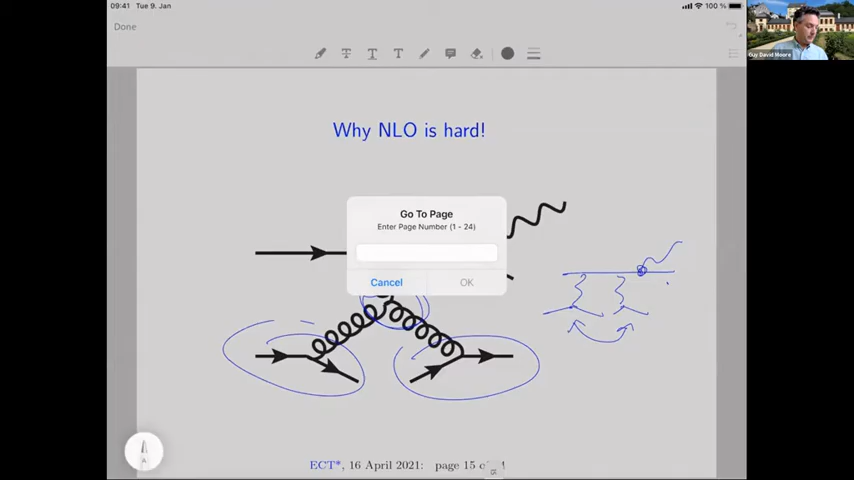 09:41 Tue 9. Jan
100 %
Done
T T T
Guy David Moore
Why NLO is hard!
Go To Page
Enter Page Number (1 - 24)
Cancel OK
ECT*, 16 April 2021: page 15